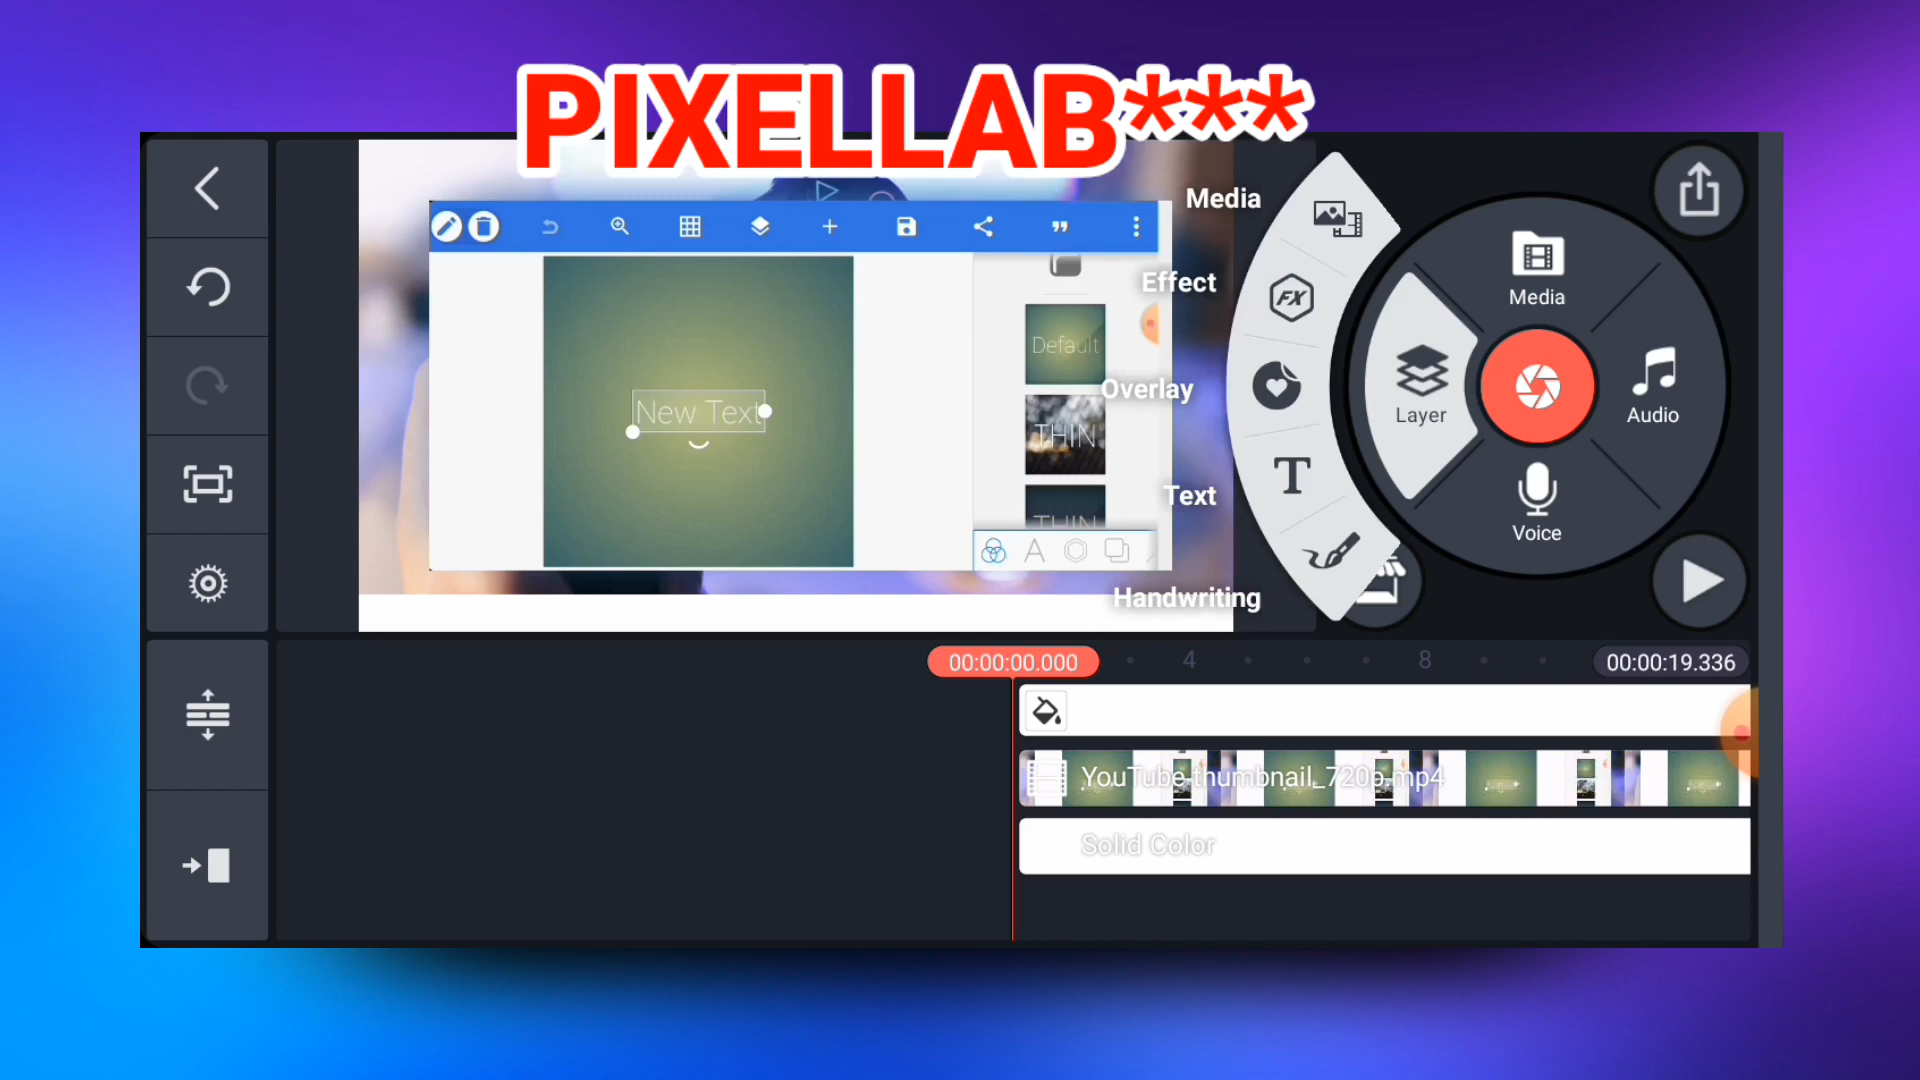 PIXELLAB***
Media
Effect
Overlay
Text
Handwriting
FX
T
Media
Layer
Audio
Voice
New Text
Default
THIN
THIN
A
00:00:00.000
4
8
00:00:19.336
YouTube thumbnail_720p.mp4
Solid Color